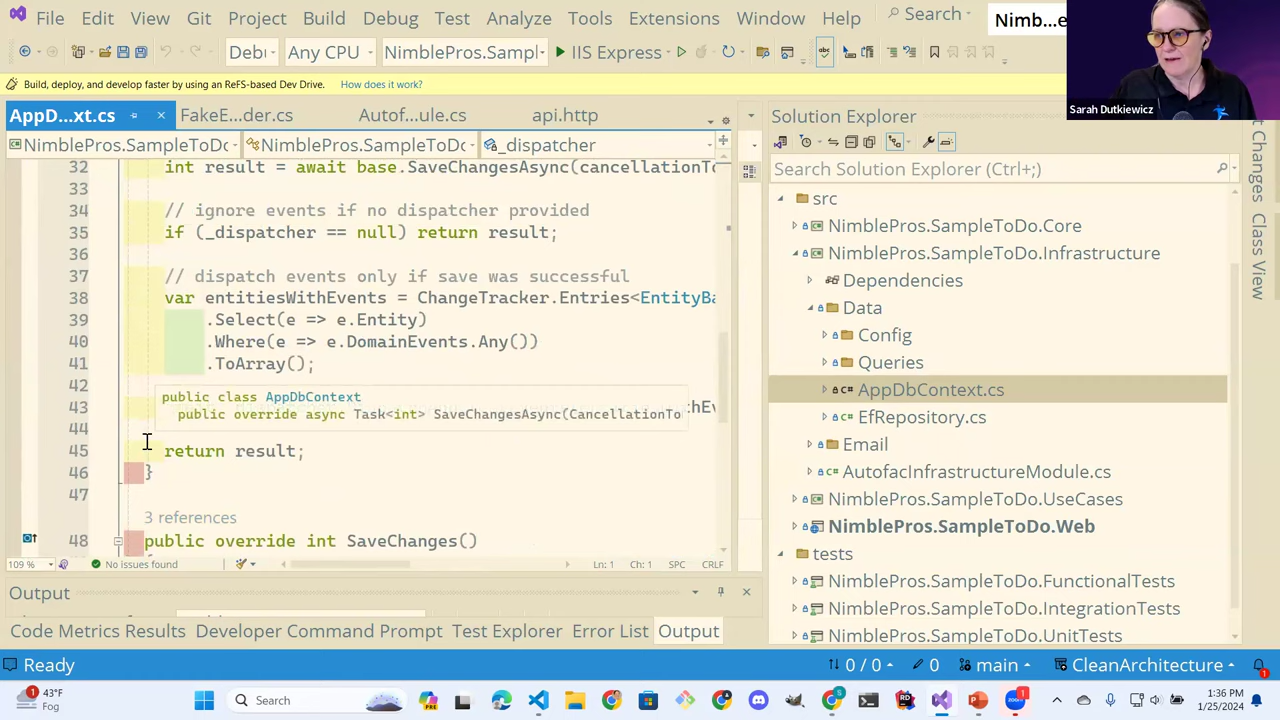 File Edit View Git Project Build Debug Test Analyze Tools Extensions Window Help Search Nimb...e
Debu Any CPU NimblePros.Sampl IIS Express
Build, deploy, and develop faster by using an ReFS-based Dev Drive. How does it work?
Sarah Dutkiewicz
AppD...xt.cs FakeE...der.cs Autof...ule.cs api.http
NimblePros.SampleToDo NimblePros.SampleToDo _dispatcher
32 int result = await base.SaveChangesAsync(cancellationTo
33
34 // ignore events if no dispatcher provided
35 if (_dispatcher == null) return result;
36
37 // dispatch events only if save was successful
38 var entitiesWithEvents = ChangeTracker.Entries<EntityBa
39 .Select(e => e.Entity)
40 .Where(e => e.DomainEvents.Any())
41 .ToArray();
42
public class AppDbContext
43 public override async Task<int> SaveChangesAsync(CancellationTo
44
45 return result;
46 }
47
3 references
48 public override int SaveChanges()
109 % No issues found Ln: 1 Ch: 1 SPC CRLF
Output
Code Metrics Results Developer Command Prompt Test Explorer Error List Output
Solution Explorer
Search Solution Explorer (Ctrl+;)
src
NimblePros.SampleToDo.Core
NimblePros.SampleToDo.Infrastructure
Dependencies
Data
Config
Queries
C# AppDbContext.cs
C# EfRepository.cs
Email
C# AutofacInfrastructureModule.cs
NimblePros.SampleToDo.UseCases
NimblePros.SampleToDo.Web
tests
NimblePros.SampleToDo.FunctionalTests
NimblePros.SampleToDo.IntegrationTests
NimblePros.SampleToDo.UnitTests
Changes
Class View
Ready 0 / 0 0 main CleanArchitecture
43°F
Fog
Search
1:36 PM
1/25/2024